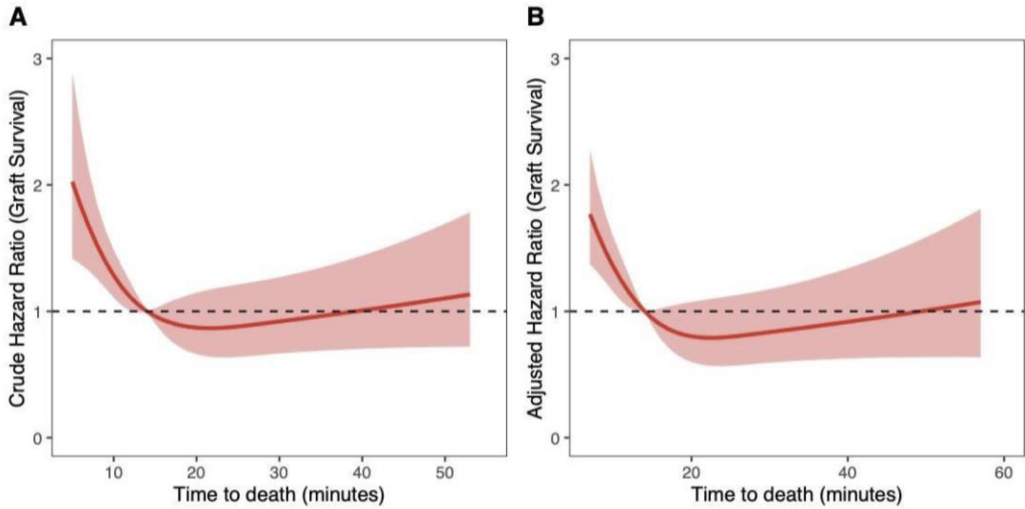 A
Crude Hazard Ratio (Graft Survival)
3
2
1
0
10 20 30 40 50
Time to death (minutes)
B
Adjusted Hazard Ratio (Graft Survival)
3
2
1
0
20 40 60
Time to death (minutes)